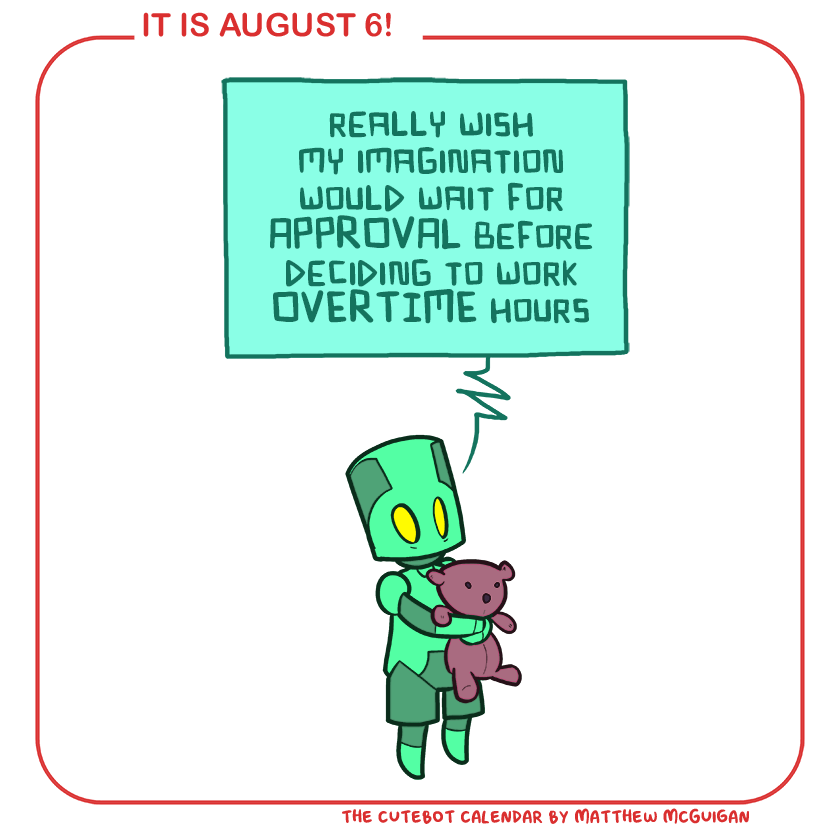 IT IS AUGUST 6!
REALLY WISH
MY IMAGINATION
WOULD WAIT FOR
APPROVAL BEFORE
DECIDING TO WORK
OVERTIME HOURS
THE CUTEBOT CALENDAR BY MATTHEW MCGUIGAN